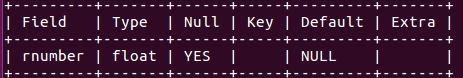 +---------+-------+------+-----+---------+-------+
| Field   | Type  | Null | Key | Default | Extra |
+---------+-------+------+-----+---------+-------+
| rnumber | float | YES  |     | NULL    |       |
+---------+-------+------+-----+---------+-------+